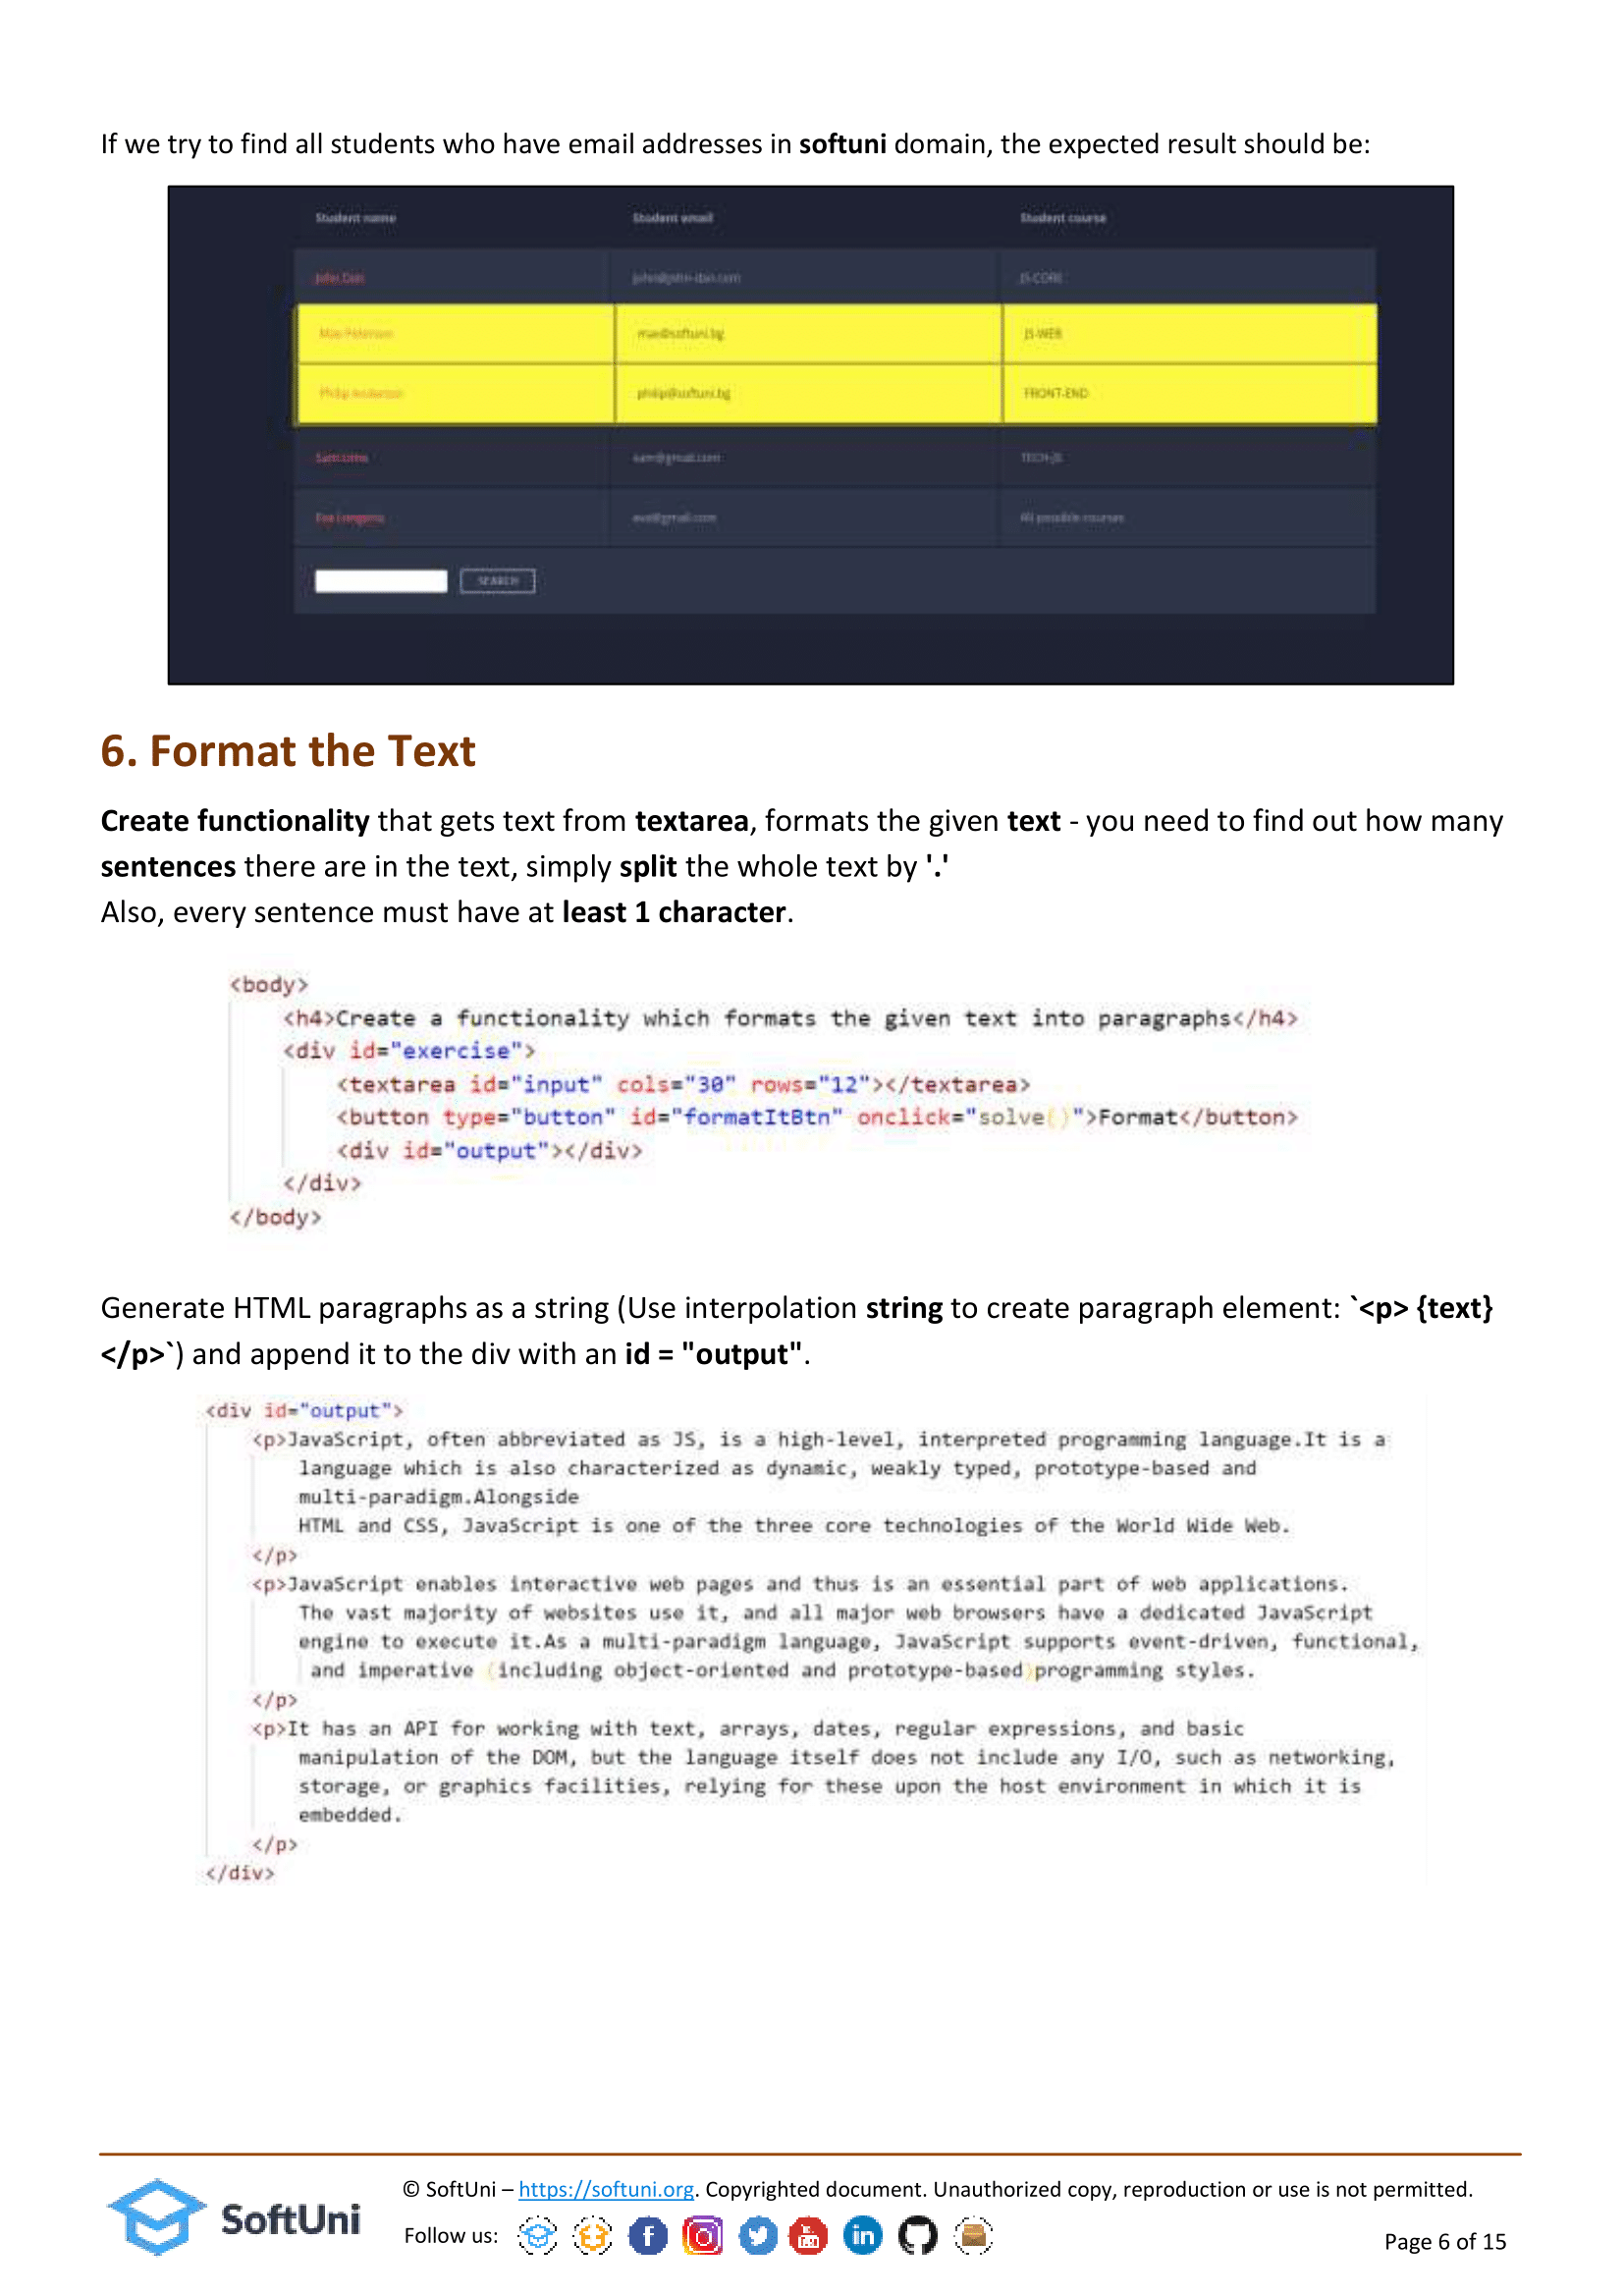 If we try to find all students who have email addresses in softuni domain, the expected result should be:
Student name Student email Student course
John Dan john@john-dan.com JS-CORE
Max Peterson max@softuni.bg JS-WEB
Philip Anderson philip@softuni.bg FRONT-END
sam@gmail.com TECH-JS
Eva Longoria eva@gmail.com All possible courses
SEARCH
6. Format the Text
Create functionality that gets text from textarea, formats the given text - you need to find out how many
sentences there are in the text, simply split the whole text by '.'
Also, every sentence must have at least 1 character.
<body>
<h4>Create a functionality which formats the given text into paragraphs</h4>
<div id="exercise">
<textarea id="input" cols="30" rows="12"></textarea>
<button type="button" id="formatItBtn" onclick="solve()">Format</button>
<div id="output"></div>
</div>
</body>
Generate HTML paragraphs as a string (Use interpolation string to create paragraph element: `<p> {text}
</p>`) and append it to the div with an id = "output".
<div id="output">
<p>JavaScript, often abbreviated as JS, is a high-level, interpreted programming language.It is a
language which is also characterized as dynamic, weakly typed, prototype-based and
multi-paradigm.Alongside
HTML and CSS, JavaScript is one of the three core technologies of the World Wide Web.
</p>
<p>JavaScript enables interactive web pages and thus is an essential part of web applications.
The vast majority of websites use it, and all major web browsers have a dedicated JavaScript
engine to execute it.As a multi-paradigm language, JavaScript supports event-driven, functional,
and imperative (including object-oriented and prototype-based)programming styles.
</p>
<p>It has an API for working with text, arrays, dates, regular expressions, and basic
manipulation of the DOM, but the language itself does not include any I/O, such as networking,
storage, or graphics facilities, relying for these upon the host environment in which it is
embedded.
</p>
</div>
SoftUni
© SoftUni – https://softuni.org. Copyrighted document. Unauthorized copy, reproduction or use is not permitted.
Follow us:
Page 6 of 15